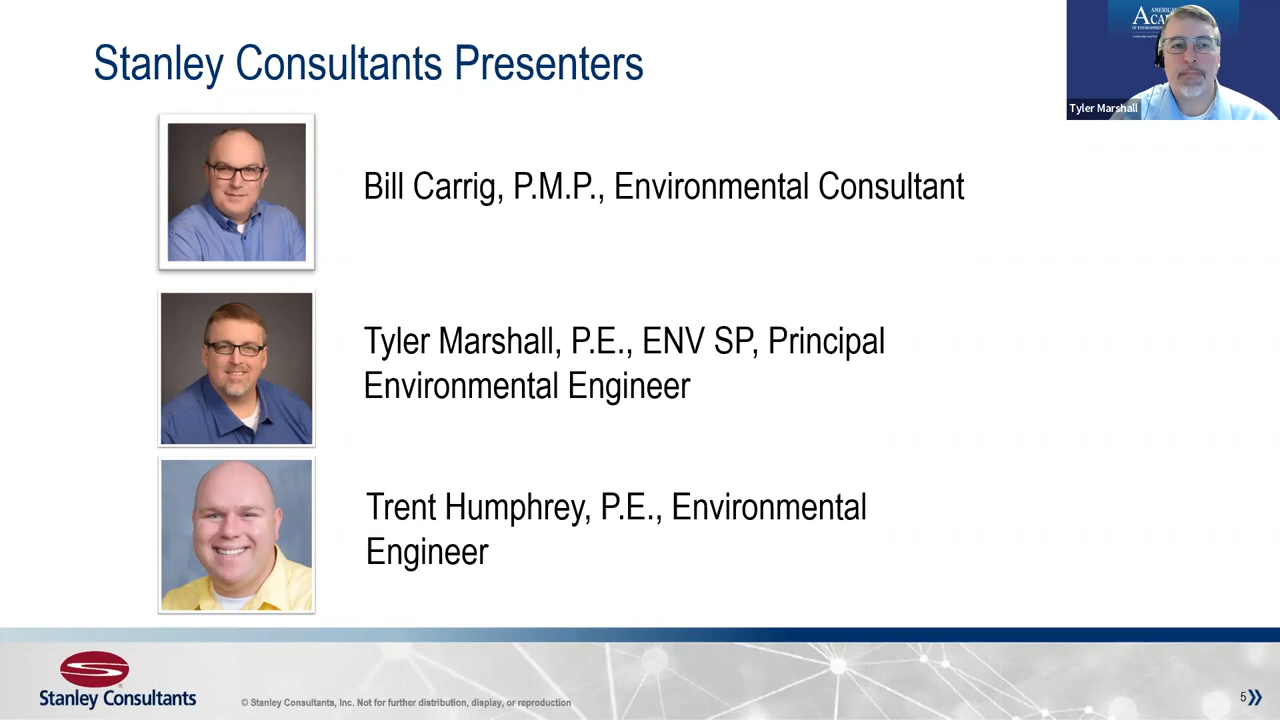 Stanley Consultants Presenters
AMERICAN
Tyler Marshall
Bill Carrig, P.M.P., Environmental Consultant
Tyler Marshall, P.E., ENV SP, Principal
Environmental Engineer
Trent Humphrey, P.E., Environmental
Engineer
Stanley Consultants
© Stanley Consultants, Inc. Not for further distribution, display, or reproduction
5